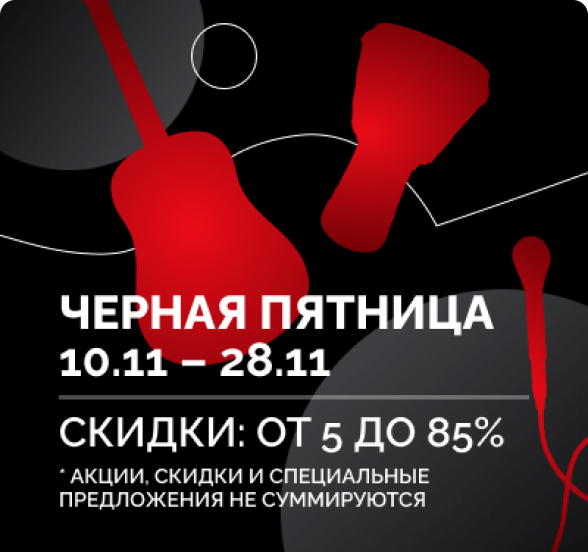 ЧЕРНАЯ ПЯТНИЦА
10.11 – 28.11
СКИДКИ: ОТ 5 ДО 85%
* АКЦИИ, СКИДКИ И СПЕЦИАЛЬНЫЕ
ПРЕДЛОЖЕНИЯ НЕ СУММИРУЮТСЯ